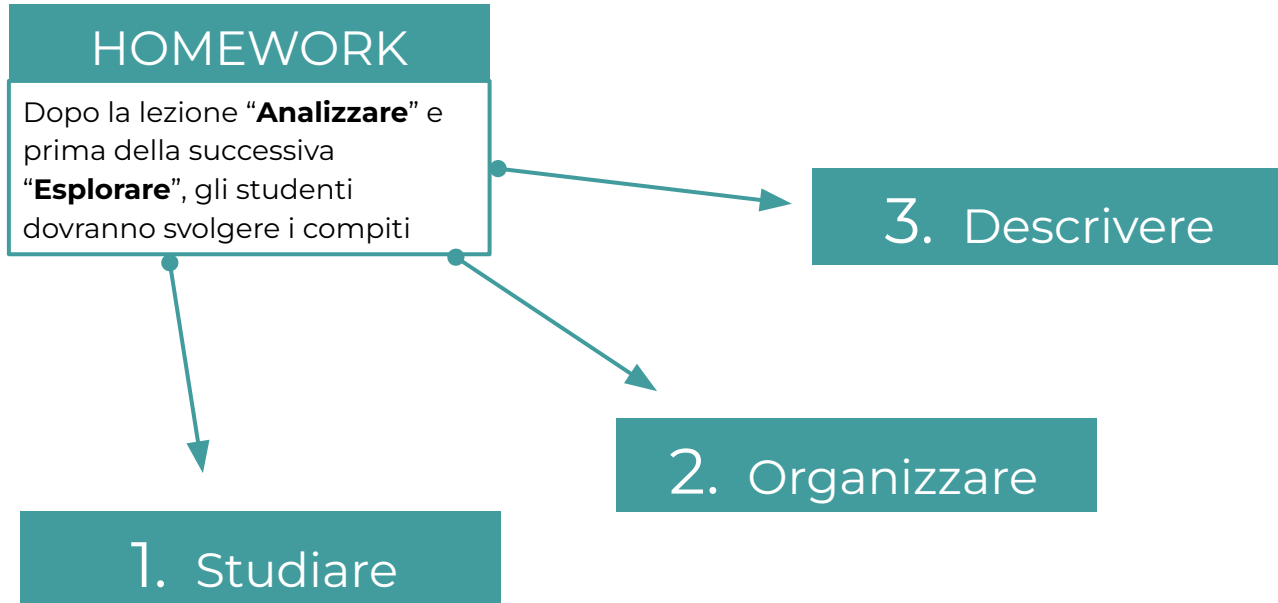 HOMEWORK
Dopo la lezione “Analizzare” e
prima della successiva
“Esplorare”, gli studenti
dovranno svolgere i compiti
3. Descrivere
2. Organizzare
1. Studiare